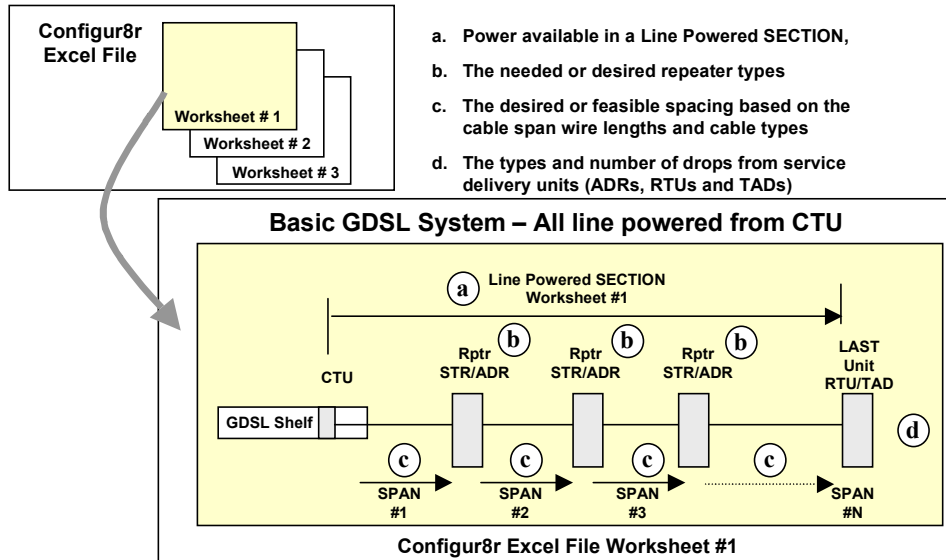 Configur8r
Excel File
Worksheet # 1
Worksheet # 2
Worksheet # 3
a. Power available in a Line Powered SECTION,
b. The needed or desired repeater types
c. The desired or feasible spacing based on the
cable span wire lengths and cable types
d. The types and number of drops from service
delivery units (ADRs, RTUs and TADs)
Basic GDSL System – All line powered from CTU
a
Line Powered SECTION
Worksheet #1
CTU
Rptr
STR/ADR
b
Rptr
STR/ADR
b
Rptr
STR/ADR
b
LAST
Unit
RTU/TAD
GDSL Shelf
d
c
c
c
c
SPAN
#1
SPAN
#2
SPAN
#3
SPAN
#N
Configur8r Excel File Worksheet #1